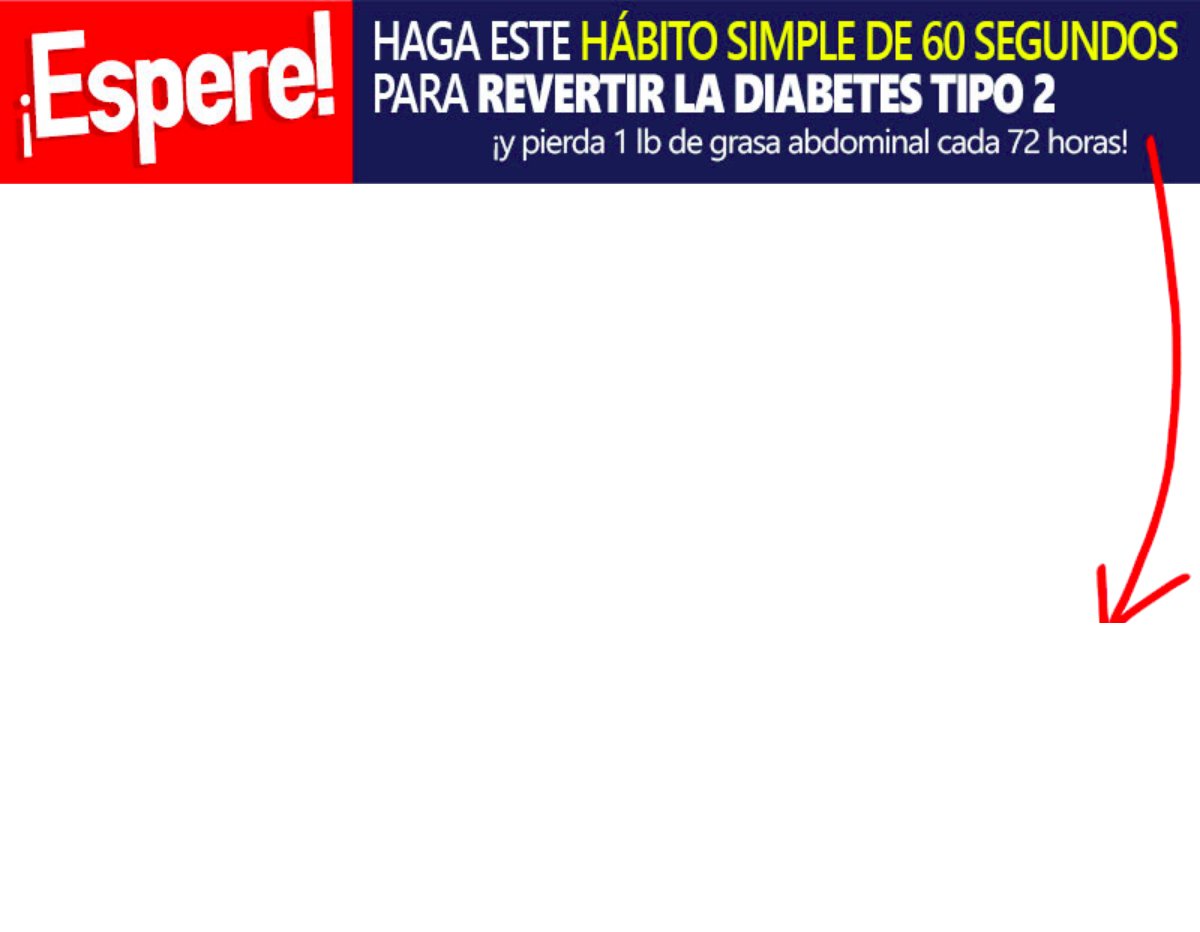 ¡Espere!
HAGA ESTE HÁBITO SIMPLE DE 60 SEGUNDOS
PARA REVERTIR LA DIABETES TIPO 2
¡y pierda 1 lb de grasa abdominal cada 72 horas!